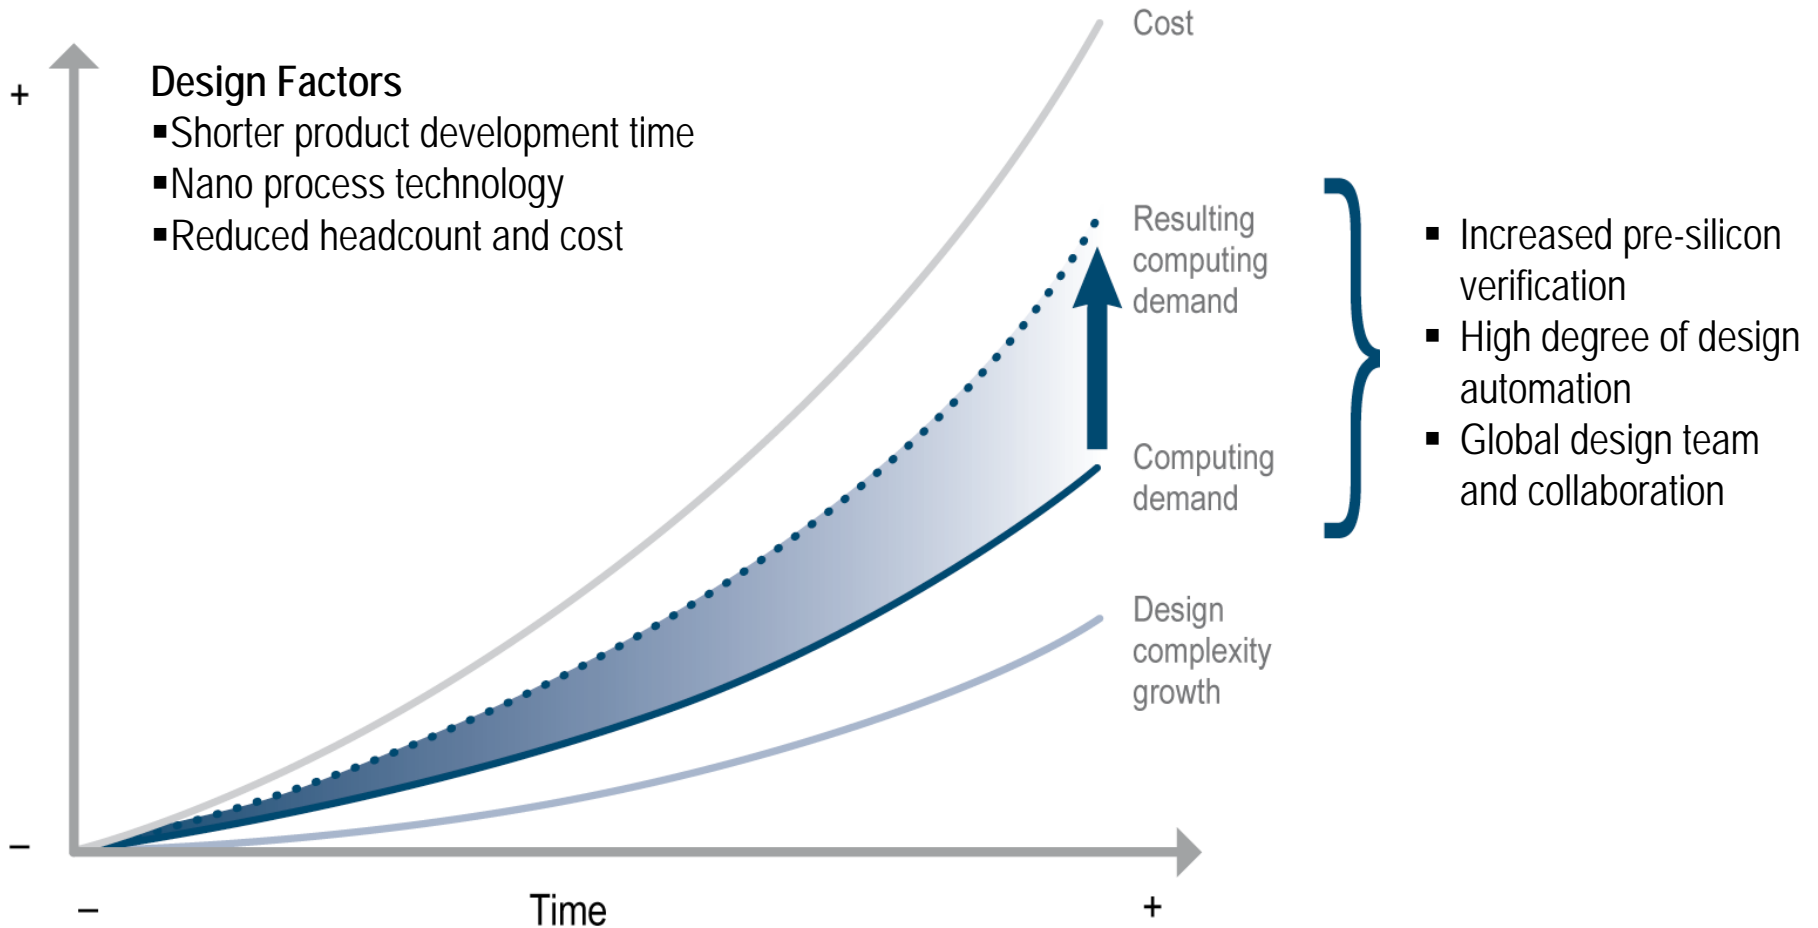 Cost
+
Design Factors
▪Shorter product development time
▪Nano process technology
▪Reduced headcount and cost
Resulting
computing
demand
▪ Increased pre-silicon
verification
▪ High degree of design
automation
▪ Global design team
and collaboration
Computing
demand
Design
complexity
growth
–
–
Time
+